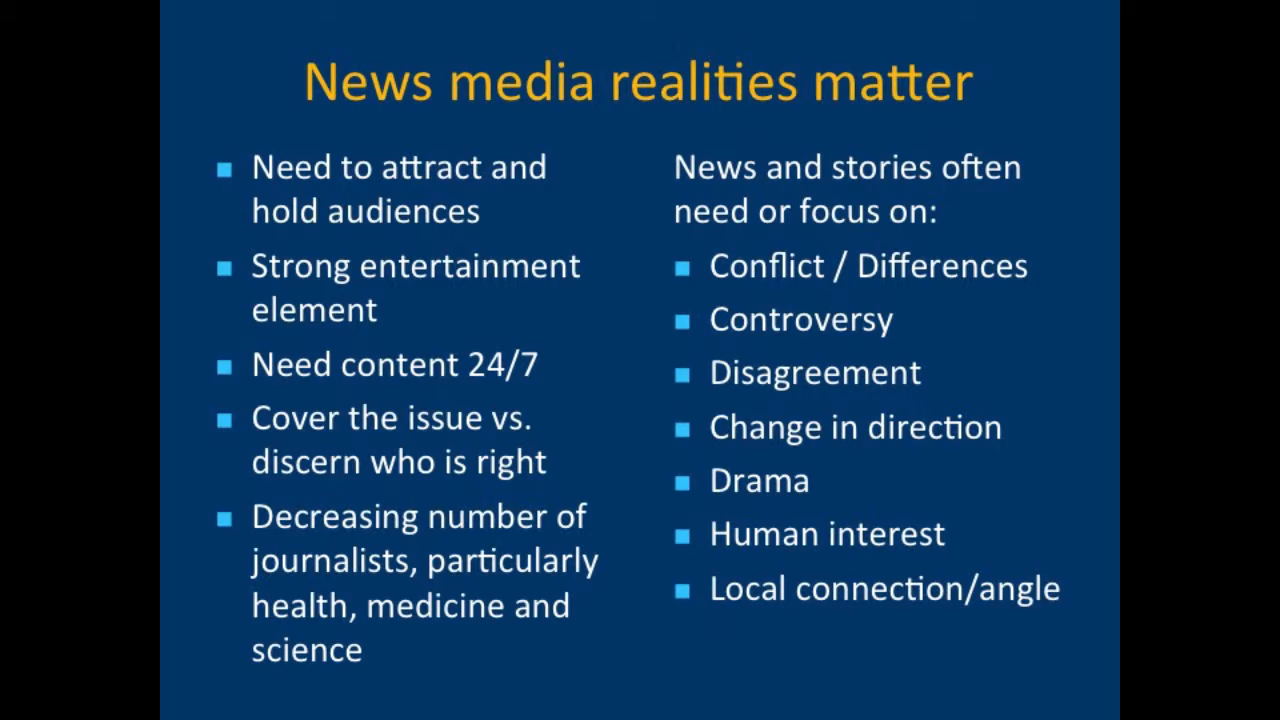 News media realities matter
Need to attract and
hold audiences
Strong entertainment
element
Need content 24/7
Cover the issue vs.
discern who is right
Decreasing number of
journalists, particularly
health, medicine and
science
News and stories often
need or focus on:
Conflict / Differences
Controversy
Disagreement
Change in direction
Drama
Human interest
Local connection/angle